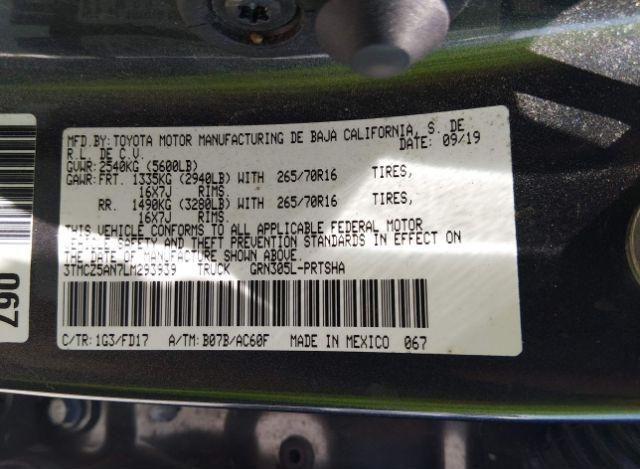 MFD.BY:TOYOTA MOTOR MANUFACTURING DE BAJA CALIFORNIA, S. DE
R.L. DE C.V. DATE: 09/19
GVWR:2540KG (5600LB)
GAWR:FRT. 1335KG (2940LB) WITH 265/70R16 TIRES,
16X7J RIMS.
RR. 1490KG (3280LB) WITH 265/70R16 TIRES,
16X7J RIMS.
THIS VEHICLE CONFORMS TO ALL APPLICABLE FEDERAL MOTOR
VEHICLE SAFETY AND THEFT PREVENTION STANDARDS IN EFFECT ON
THE DATE OF MANUFACTURE SHOWN ABOVE.
3TMCZ5AN7LM293939 TRUCK GRN305L-PRTSHA
C/TR: 1G3/FD17 A/TM: B07B/AC60F MADE IN MEXICO 067
067